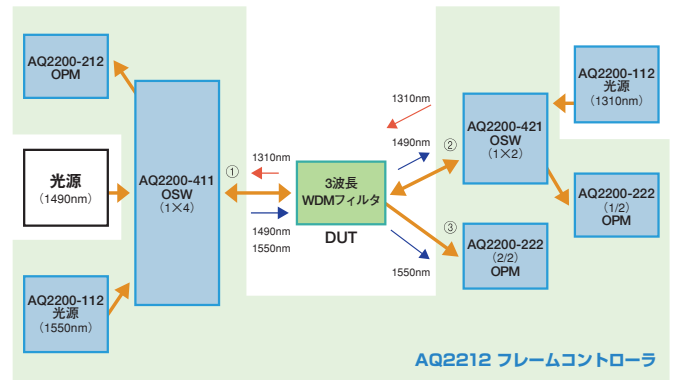 AQ2200-212
OPM
光源
(1490nm)
AQ2200-112
光源
(1550nm)
AQ2200-411
OSW
(1×4)
①
1310nm
1490nm
1550nm
3波長
WDMフィルタ
DUT
1310nm
1490nm
②
③
1550nm
AQ2200-421
OSW
(1×2)
AQ2200-112
光源
(1310nm)
AQ2200-222
(1/2)
OPM
AQ2200-222
(2/2)
OPM
AQ2212 フレームコントローラ